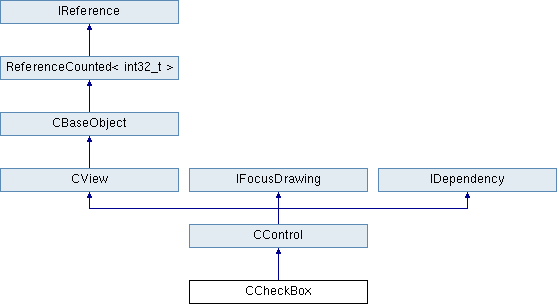 IReference
ReferenceCounted< int32_t >
CBaseObject
CView
IFocusDrawing
IDependency
CControl
CCheckBox